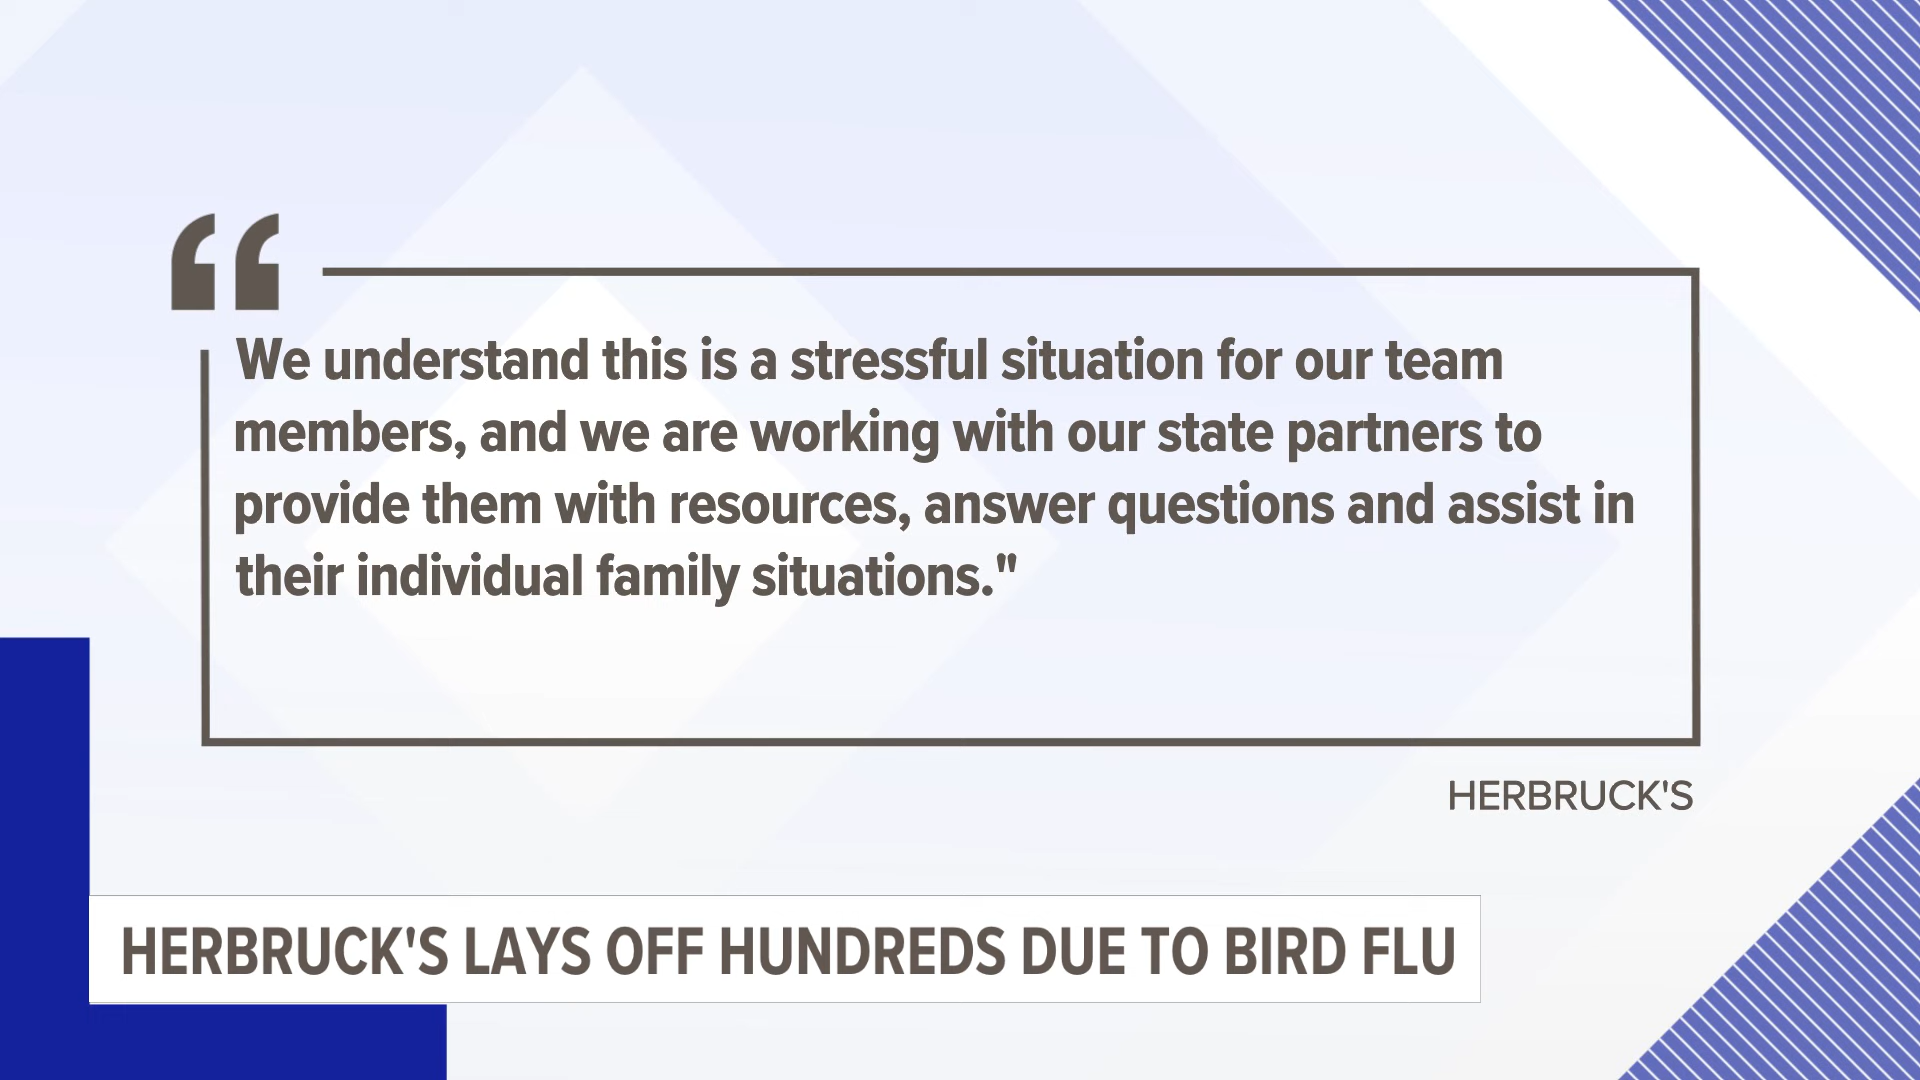 “
We understand this is a stressful situation for our team
members, and we are working with our state partners to
provide them with resources, answer questions and assist in
their individual family situations."
HERBRUCK'S
HERBRUCK'S LAYS OFF HUNDREDS DUE TO BIRD FLU